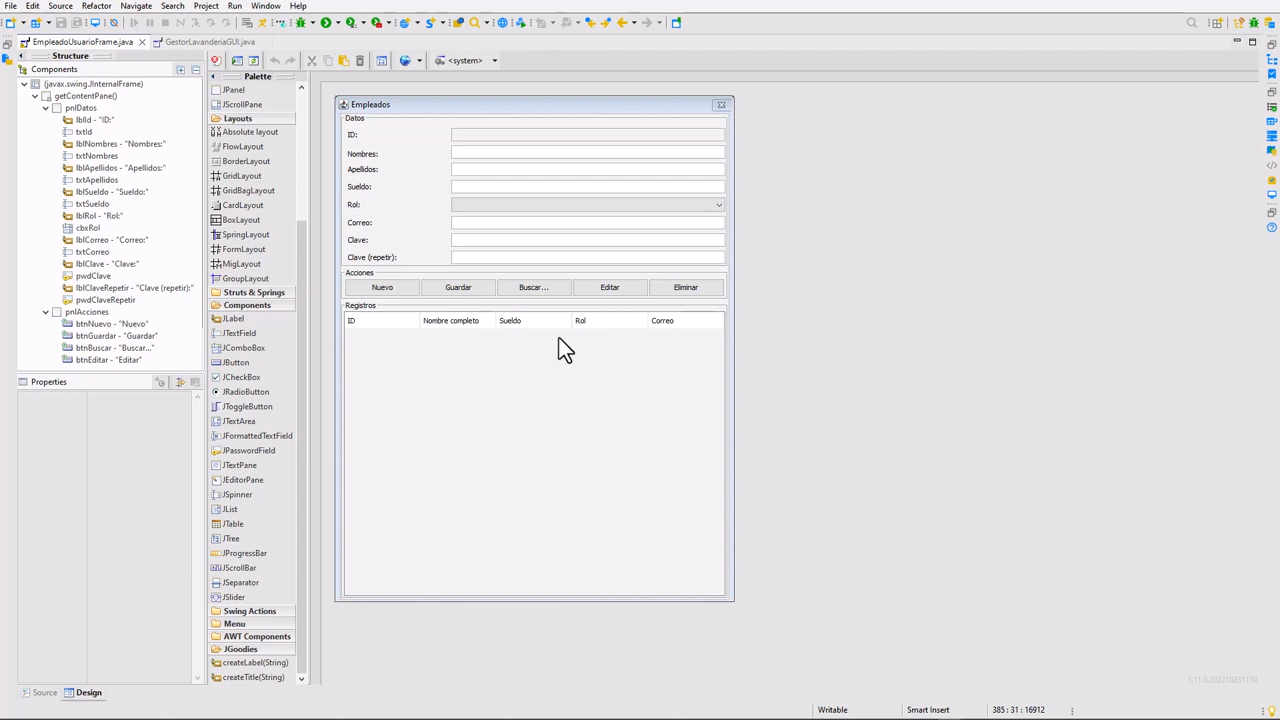 File Edit Source Refactor Navigate Search Project Run Window Help
EmpleadoUsuarioFrame.java GestorLavanderiaGUI.java
Structure
Components
(javax.swing.JInternalFrame)
getContentPane()
pnlDatos
lblId - "ID:"
txtId
lblNombres - "Nombres:"
txtNombres
lblApellidos - "Apellidos:"
txtApellidos
lblSueldo - "Sueldo:"
txtSueldo
lblRol - "Rol:"
cbxRol
lblCorreo - "Correo:"
txtCorreo
lblClave - "Clave:"
pwdClave
lblClaveRepetir - "Clave (repetir):"
pwdClaveRepetir
pnlAcciones
btnNuevo - "Nuevo"
btnGuardar - "Guardar"
btnBuscar - "Buscar..."
btnEditar - "Editar"
Properties
<system>
Palette
JPanel
JScrollPane
Layouts
Absolute layout
FlowLayout
BorderLayout
GridLayout
GridBagLayout
CardLayout
BoxLayout
SpringLayout
FormLayout
MigLayout
GroupLayout
Struts & Springs
Components
JLabel
JTextField
JComboBox
JButton
JCheckBox
JRadioButton
JToggleButton
JTextArea
JFormattedTextField
JPasswordField
JTextPane
JEditorPane
JSpinner
JList
JTable
JTree
JProgressBar
JScrollBar
JSeparator
JSlider
Swing Actions
Menu
AWT Components
JGoodies
createLabel(String)
createTitle(String)
Empleados
Datos
ID:
Nombres:
Apellidos:
Sueldo:
Rol:
Correo:
Clave:
Clave (repetir):
Acciones
Nuevo Guardar Buscar... Editar Eliminar
Registros
ID Nombre completo Sueldo Rol Correo
1.11.0.202210231139
Source Design
Writable Smart Insert 385 : 31 : 16912